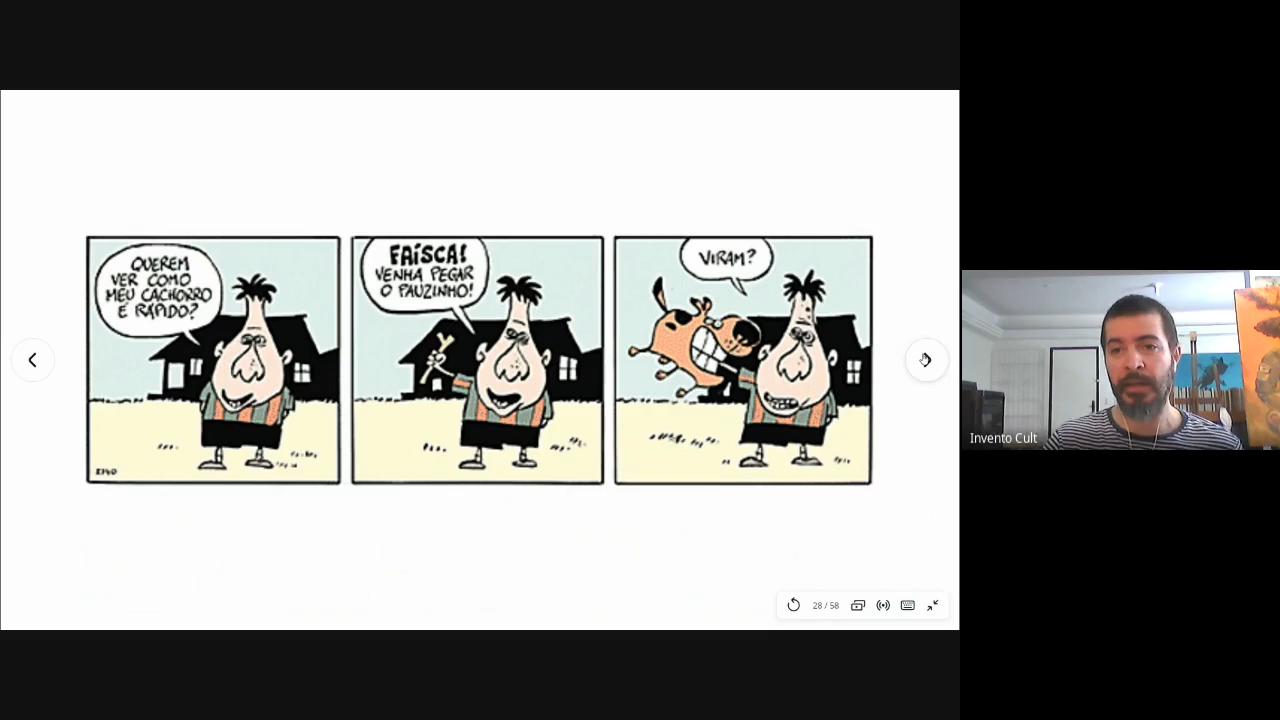 QUEREM
VER COMO
MEU CACHORRO
É RÁPIDO?
FAÍSCA!
VENHA PEGAR
O PAUZINHO!
VIRAM?
28 / 58
Invento Cult